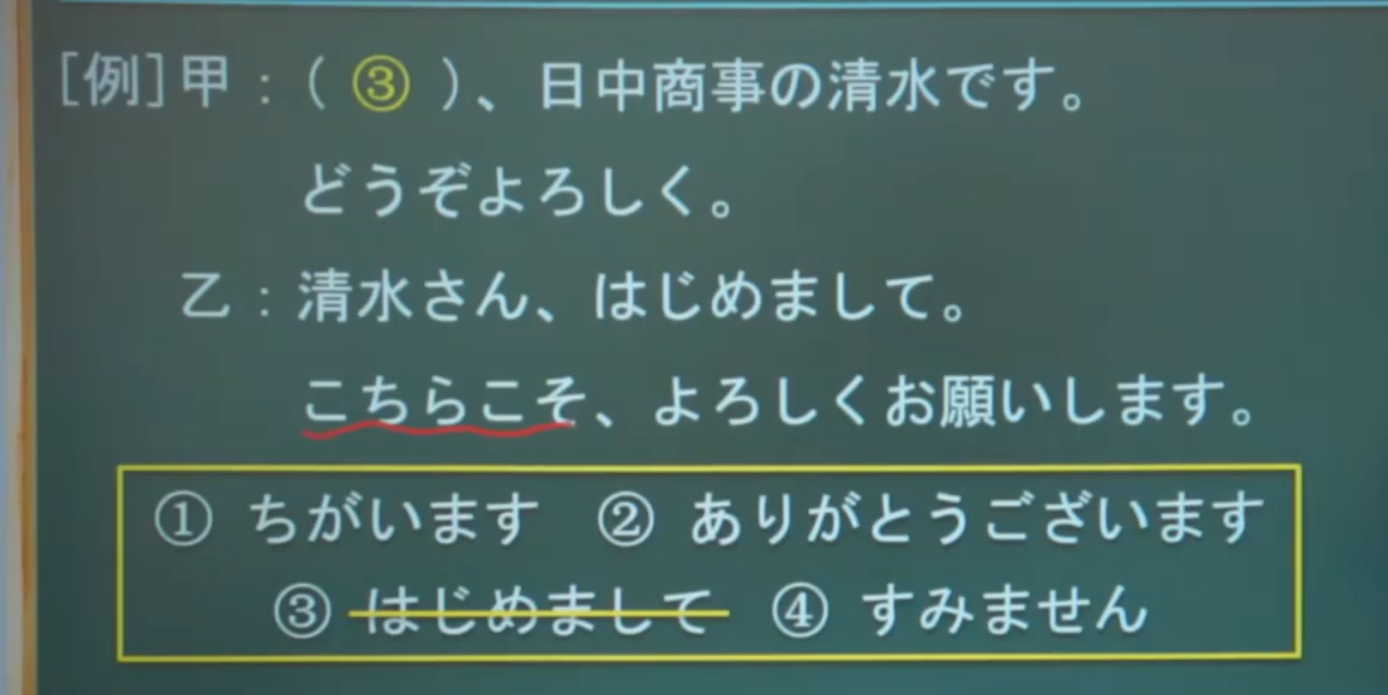 [例]甲：( ③ )、日中商事の清水です。
どうぞよろしく。
乙：清水さん、はじめまして。
こちらこそ、よろしくお願いします。
① ちがいます ② ありがとうございます
③ はじめまして ④ すみません